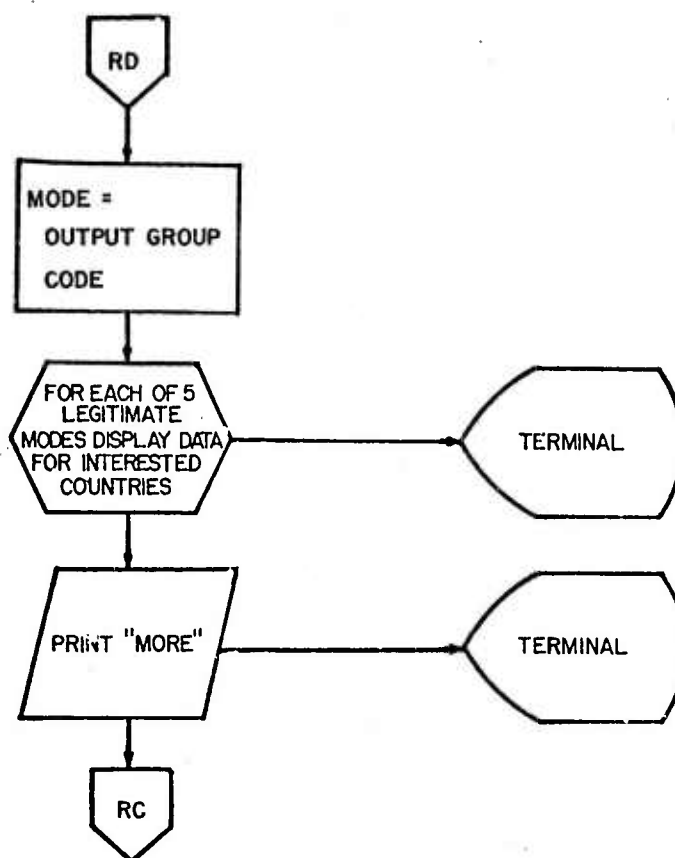 RD
MODE =
OUTPUT GROUP
CODE
FOR EACH OF 5
LEGITIMATE
MODES DISPLAY DATA
FOR INTERESTED
COUNTRIES
TERMINAL
PRINT "MORE"
TERMINAL
RC